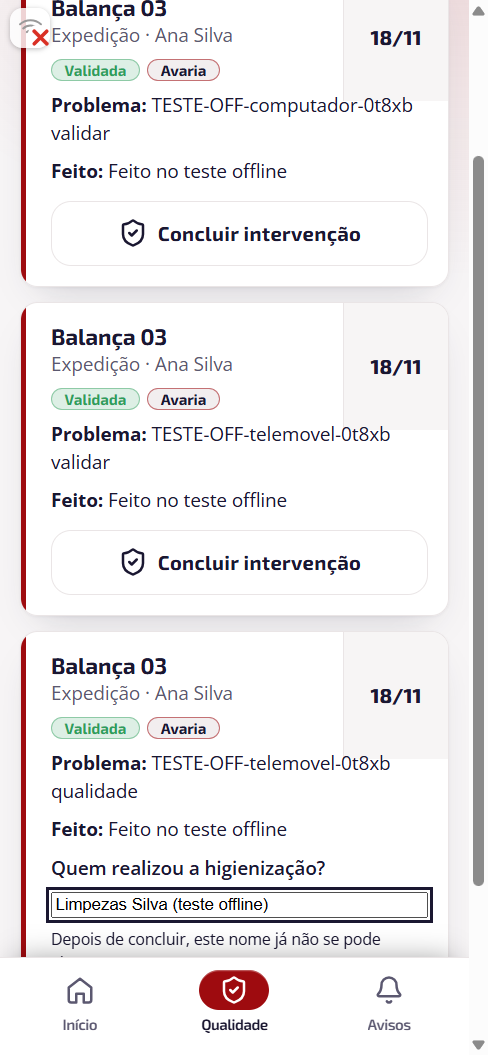 Balança 03
Expedição · Ana Silva
18/11
Validada Avaria
Problema: TESTE-OFF-computador-0t8xb
validar
Feito: Feito no teste offline
Concluir intervenção
Balança 03
Expedição · Ana Silva
18/11
Validada Avaria
Problema: TESTE-OFF-telemovel-0t8xb
validar
Feito: Feito no teste offline
Concluir intervenção
Balança 03
Expedição · Ana Silva
18/11
Validada Avaria
Problema: TESTE-OFF-telemovel-0t8xb
qualidade
Feito: Feito no teste offline
Quem realizou a higienização?
Limpezas Silva (teste offline)
Depois de concluir, este nome já não se pode
Início Qualidade Avisos